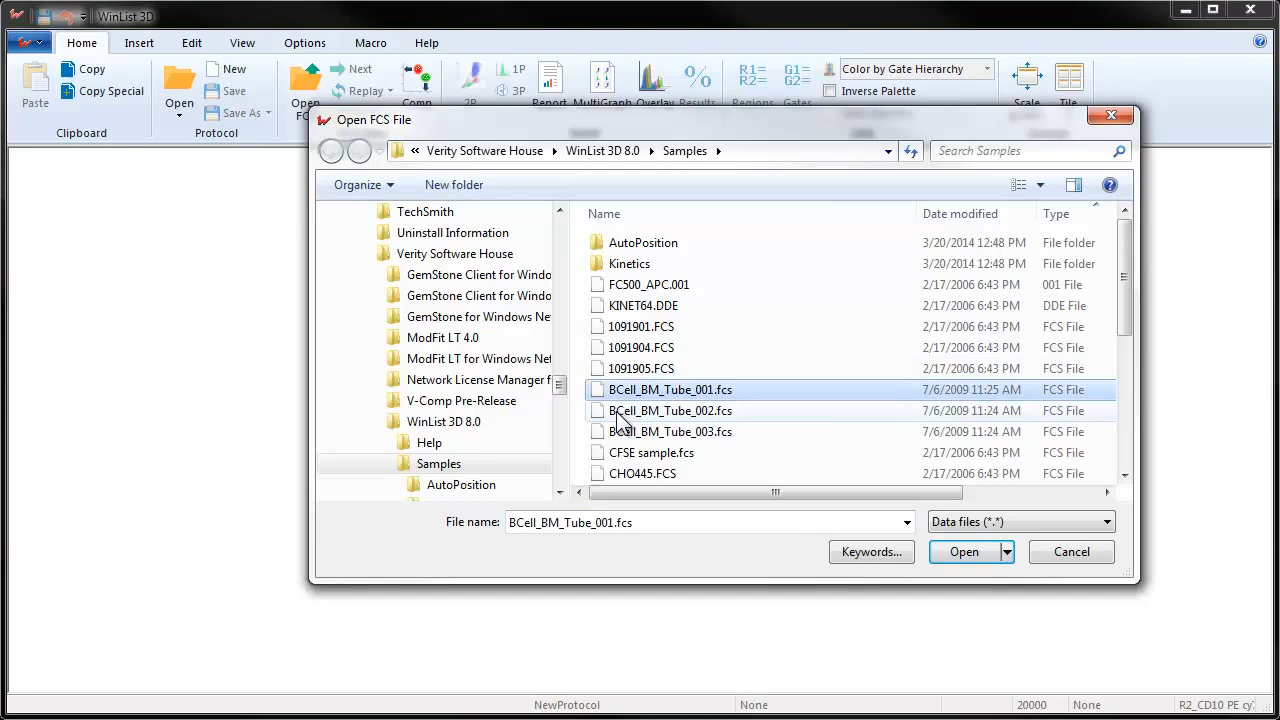 WinList 3D
Home Insert Edit View Options Macro Help
Paste Copy Copy Special Clipboard
Open New Save Save As Protocol
Open Next Replay Comp
2P 1P 3P
Report MultiGraph Overlay Results
R1= R2= Regions G1= G2= Gates
Color by Gate Hierarchy
Inverse Palette
Scale Tile
Open FCS File
« Verity Software House WinList 3D 8.0 Samples
Search Samples
Organize New folder
TechSmith
Uninstall Information
Verity Software House
GemStone Client for Windo
GemStone Client for Windo
GemStone for Windows Ne
ModFit LT 4.0
ModFit LT for Windows Net
Network License Manager f
V-Comp Pre-Release
WinList 3D 8.0
Help
Samples
AutoPosition
Name Date modified Type
AutoPosition 3/20/2014 12:48 PM File folder
Kinetics 3/20/2014 12:48 PM File folder
FC500_APC.001 2/17/2006 6:43 PM 001 File
KINET64.DDE 2/17/2006 6:43 PM DDE File
1091901.FCS 2/17/2006 6:43 PM FCS File
1091904.FCS 2/17/2006 6:43 PM FCS File
1091905.FCS 2/17/2006 6:43 PM FCS File
BCell_BM_Tube_001.fcs 7/6/2009 11:25 AM FCS File
BCell_BM_Tube_002.fcs 7/6/2009 11:24 AM FCS File
BCell_BM_Tube_003.fcs 7/6/2009 11:24 AM FCS File
CFSE sample.fcs 2/17/2006 6:43 PM FCS File
CHO445.FCS 2/17/2006 6:43 PM FCS File
File name: BCell_BM_Tube_001.fcs Data files (*.*)
Keywords... Open Cancel
NewProtocol None 20000 None R2_CD10 PE cy